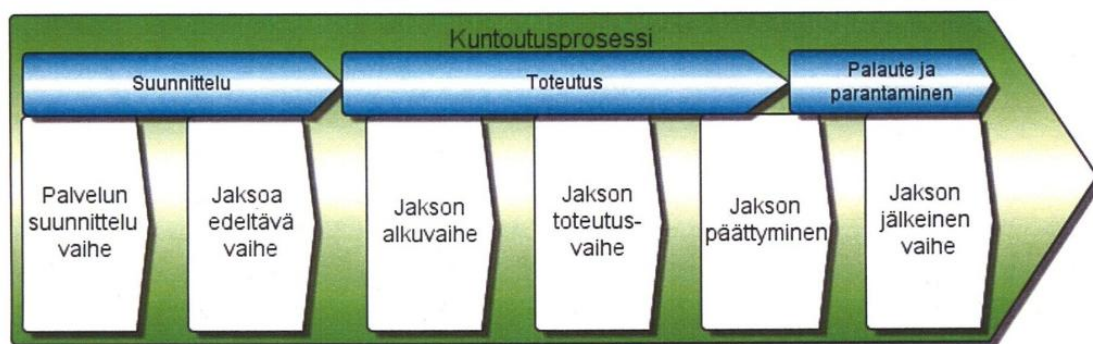 Kuntoutusprosessi
Suunnittelu
Toteutus
Palaute ja
parantaminen
Palvelun
suunnittelu
vaihe
Jaksoa
edeltävä
vaihe
Jakson
alkuvaihe
Jakson
toteutus-
vaihe
Jakson
päättyminen
Jakson
jälkeinen
vaihe